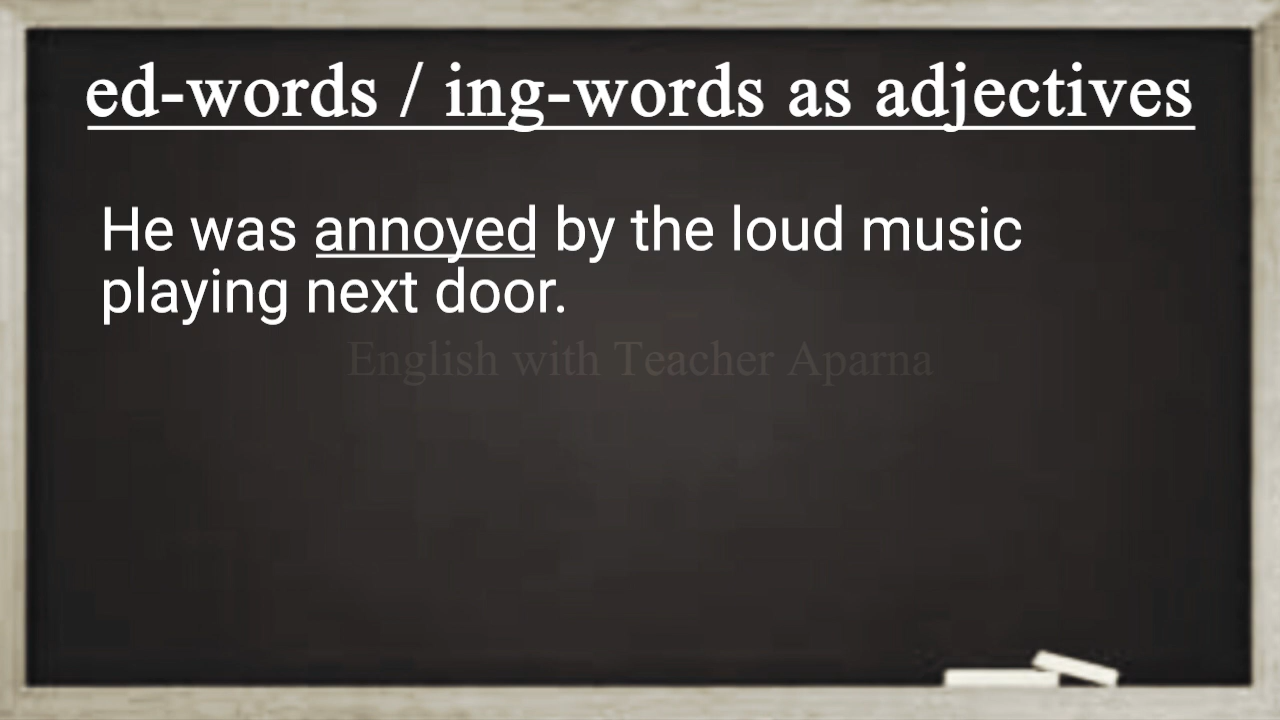 ed-words / ing-words as adjectives
He was annoyed by the loud music
playing next door.
English with Teacher Aparna